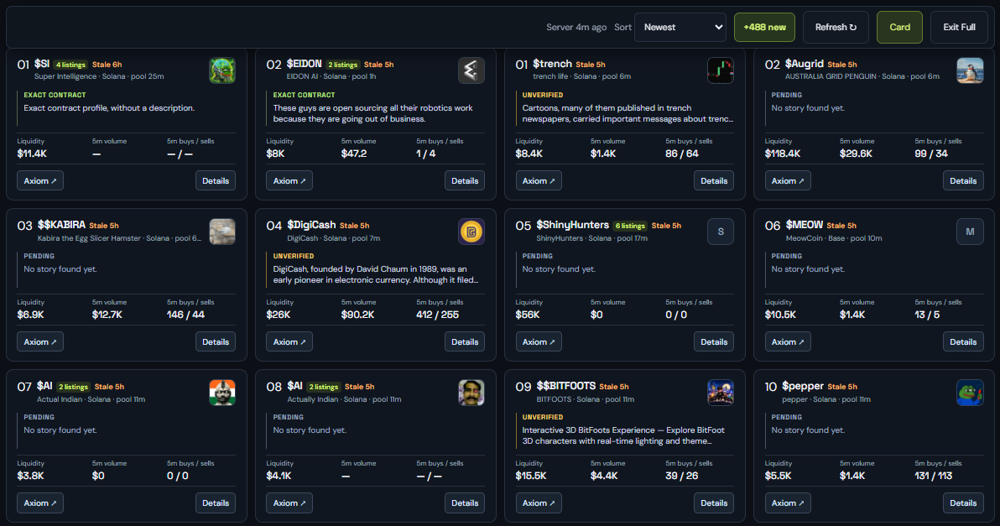 Server 4m ago Sort Newest +488 new Refresh ↻ Card Exit Full
01 $SI 4 listings Stale 6h
Super Intelligence · Solana · pool 25m
EXACT CONTRACT
Exact contract profile, without a description.
Liquidity 5m volume 5m buys / sells
$11.4K — — / —
Axiom ↗ Details
02 $EIDON 2 listings Stale 5h
EIDON AI · Solana · pool 1h
EXACT CONTRACT
These guys are open sourcing all their robotics work
because they are going out of business.
Liquidity 5m volume 5m buys / sells
$8K $47.2 1 / 4
Axiom ↗ Details
01 $trench Stale 5h
trench life · Solana · pool 6m
UNVERIFIED
Cartoons, many of them published in trench
newspapers, carried important messages about trenc...
Liquidity 5m volume 5m buys / sells
$8.4K $1.4K 86 / 64
Axiom ↗ Details
02 $Augrid Stale 5h
AUSTRALIA GRID PENGUIN · Solana · pool 6m
PENDING
No story found yet.
Liquidity 5m volume 5m buys / sells
$118.4K $29.6K 99 / 34
Axiom ↗ Details
03 $$KABIRA Stale 5h
Kabira the Egg Slicer Hamster · Solana · pool 6...
PENDING
No story found yet.
Liquidity 5m volume 5m buys / sells
$6.9K $12.7K 146 / 44
Axiom ↗ Details
04 $DigiCash Stale 5h
DigiCash · Solana · pool 7m
UNVERIFIED
DigiCash, founded by David Chaum in 1989, was an
early pioneer in electronic currency. Although it filed...
Liquidity 5m volume 5m buys / sells
$26K $90.2K 412 / 255
Axiom ↗ Details
05 $ShinyHunters 6 listings Stale 5h
S
ShinyHunters · Solana · pool 17m
PENDING
No story found yet.
Liquidity 5m volume 5m buys / sells
$56K $0 0 / 0
Axiom ↗ Details
06 $MEOW Stale 5h
M
MeowCoin · Base · pool 10m
PENDING
No story found yet.
Liquidity 5m volume 5m buys / sells
$10.5K $1.4K 13 / 5
Axiom ↗ Details
07 $AI 2 listings Stale 5h
Actual Indian · Solana · pool 11m
PENDING
No story found yet.
Liquidity 5m volume 5m buys / sells
$3.8K $0 0 / 0
Axiom ↗ Details
08 $AI 2 listings Stale 5h
Actually Indian · Solana · pool 11m
PENDING
No story found yet.
Liquidity 5m volume 5m buys / sells
$4.1K — — / —
Axiom ↗ Details
09 $$BITFOOTS Stale 5h
BITFOOTS · Solana · pool 11m
UNVERIFIED
Interactive 3D BitFoots Experience — Explore BitFoot
3D characters with real-time lighting and theme...
Liquidity 5m volume 5m buys / sells
$15.5K $4.4K 39 / 26
Axiom ↗ Details
10 $pepper Stale 5h
pepper · Solana · pool 11m
PENDING
No story found yet.
Liquidity 5m volume 5m buys / sells
$5.5K $1.4K 131 / 113
Axiom ↗ Details